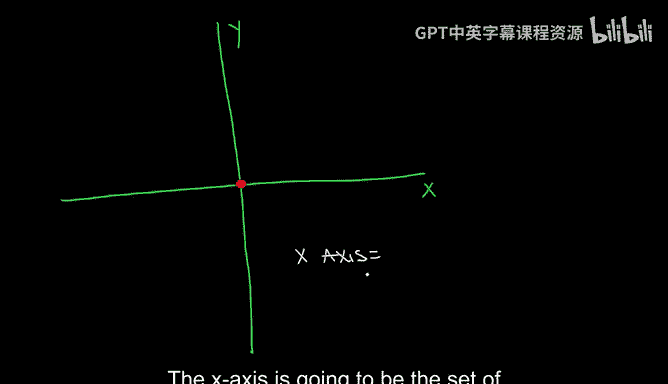 GPT中英字幕课程资源 bilibili
Y
X
X AXIS=
The x-axis is going to be the set of